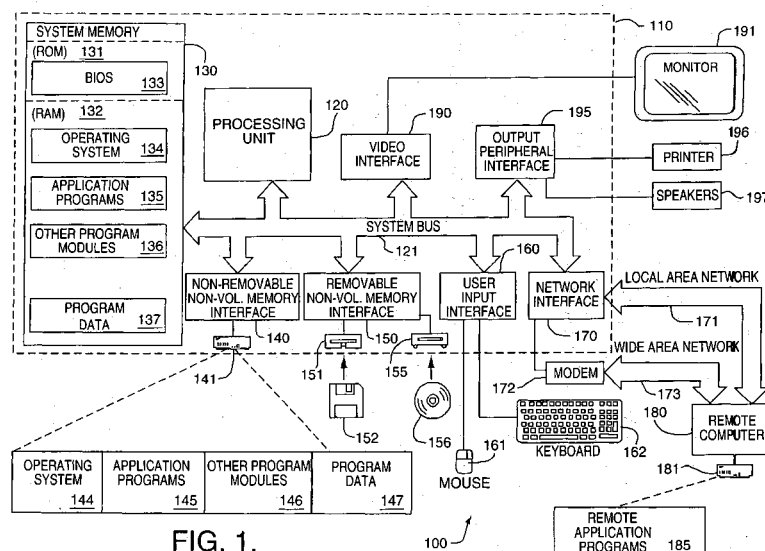 110
191
SYSTEM MEMORY
(ROM) 131
130
BIOS 133
MONITOR
(RAM) 132
120
190
195
PROCESSING
UNIT
VIDEO
INTERFACE
OUTPUT
PERIPHERAL
INTERFACE
196
PRINTER
SPEAKERS
197
OPERATING
SYSTEM 134
APPLICATION
PROGRAMS 135
OTHER PROGRAM
MODULES 136
PROGRAM
DATA 137
SYSTEM BUS
121
160
NON-REMOVABLE
NON-VOL. MEMORY
INTERFACE
140
REMOVABLE
NON-VOL. MEMORY
INTERFACE
150
USER
INPUT
INTERFACE
NETWORK
INTERFACE
170
LOCAL AREA NETWORK
171
WIDE AREA NETWORK
141
151
155
172
MODEM
173
180
152
156
161
KEYBOARD
162
MOUSE
REMOTE
COMPUTER
181
OPERATING
SYSTEM 144
APPLICATION
PROGRAMS 145
OTHER PROGRAM
MODULES 146
PROGRAM
DATA 147
FIG. 1.
100
REMOTE
APPLICATION
PROGRAMS 185